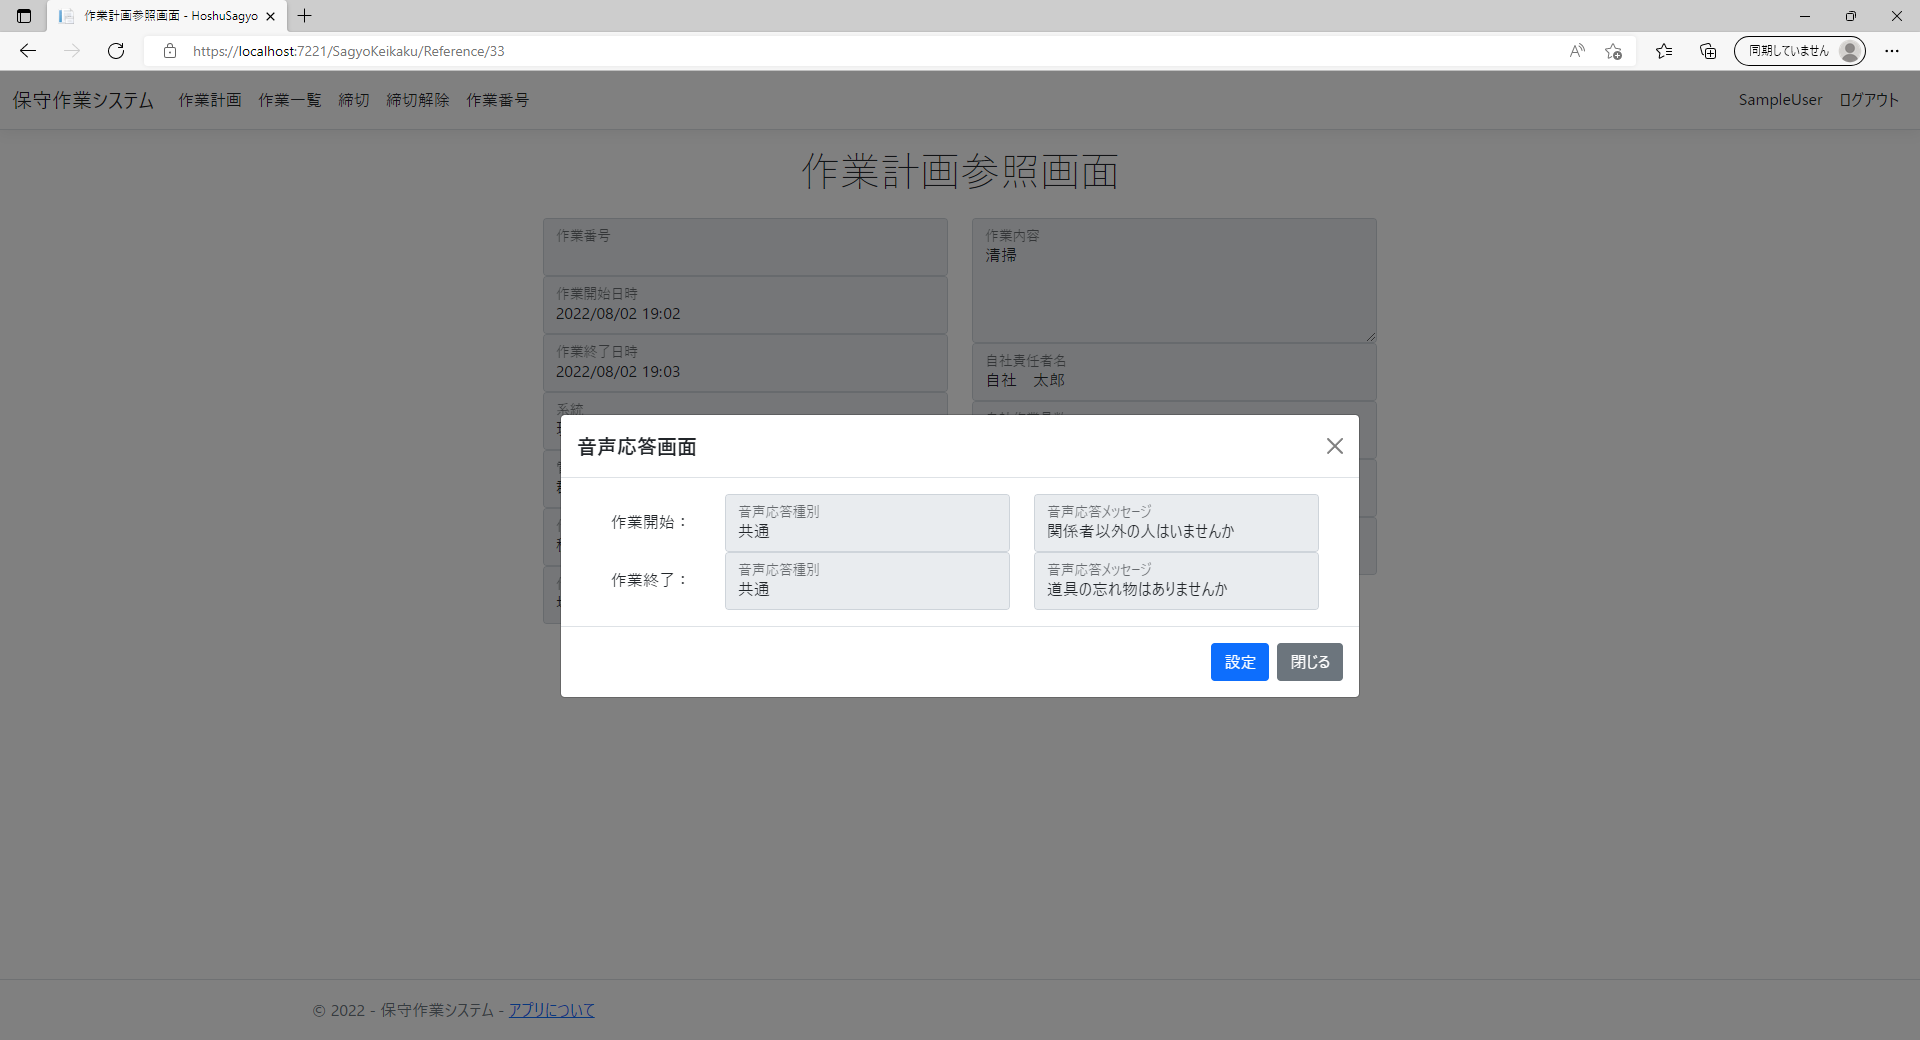 作業計画参照画面 - HoshuSagyo
https://localhost:7221/SagyoKeikaku/Reference/33
同期していません
保守作業システム 作業計画 作業一覧 締切 締切解除 作業番号 SampleUser ログアウト
作業計画参照画面
作業番号
作業開始日時
2022/08/02 19:02
作業終了日時
2022/08/02 19:03
系統
作業内容
清掃
自社責任者名
自社　太郎
音声応答画面
作業開始：
音声応答種別
共通
音声応答メッセージ
関係者以外の人はいませんか
作業終了：
音声応答種別
共通
音声応答メッセージ
道具の忘れ物はありませんか
設定 閉じる
© 2022 - 保守作業システム - アプリについて